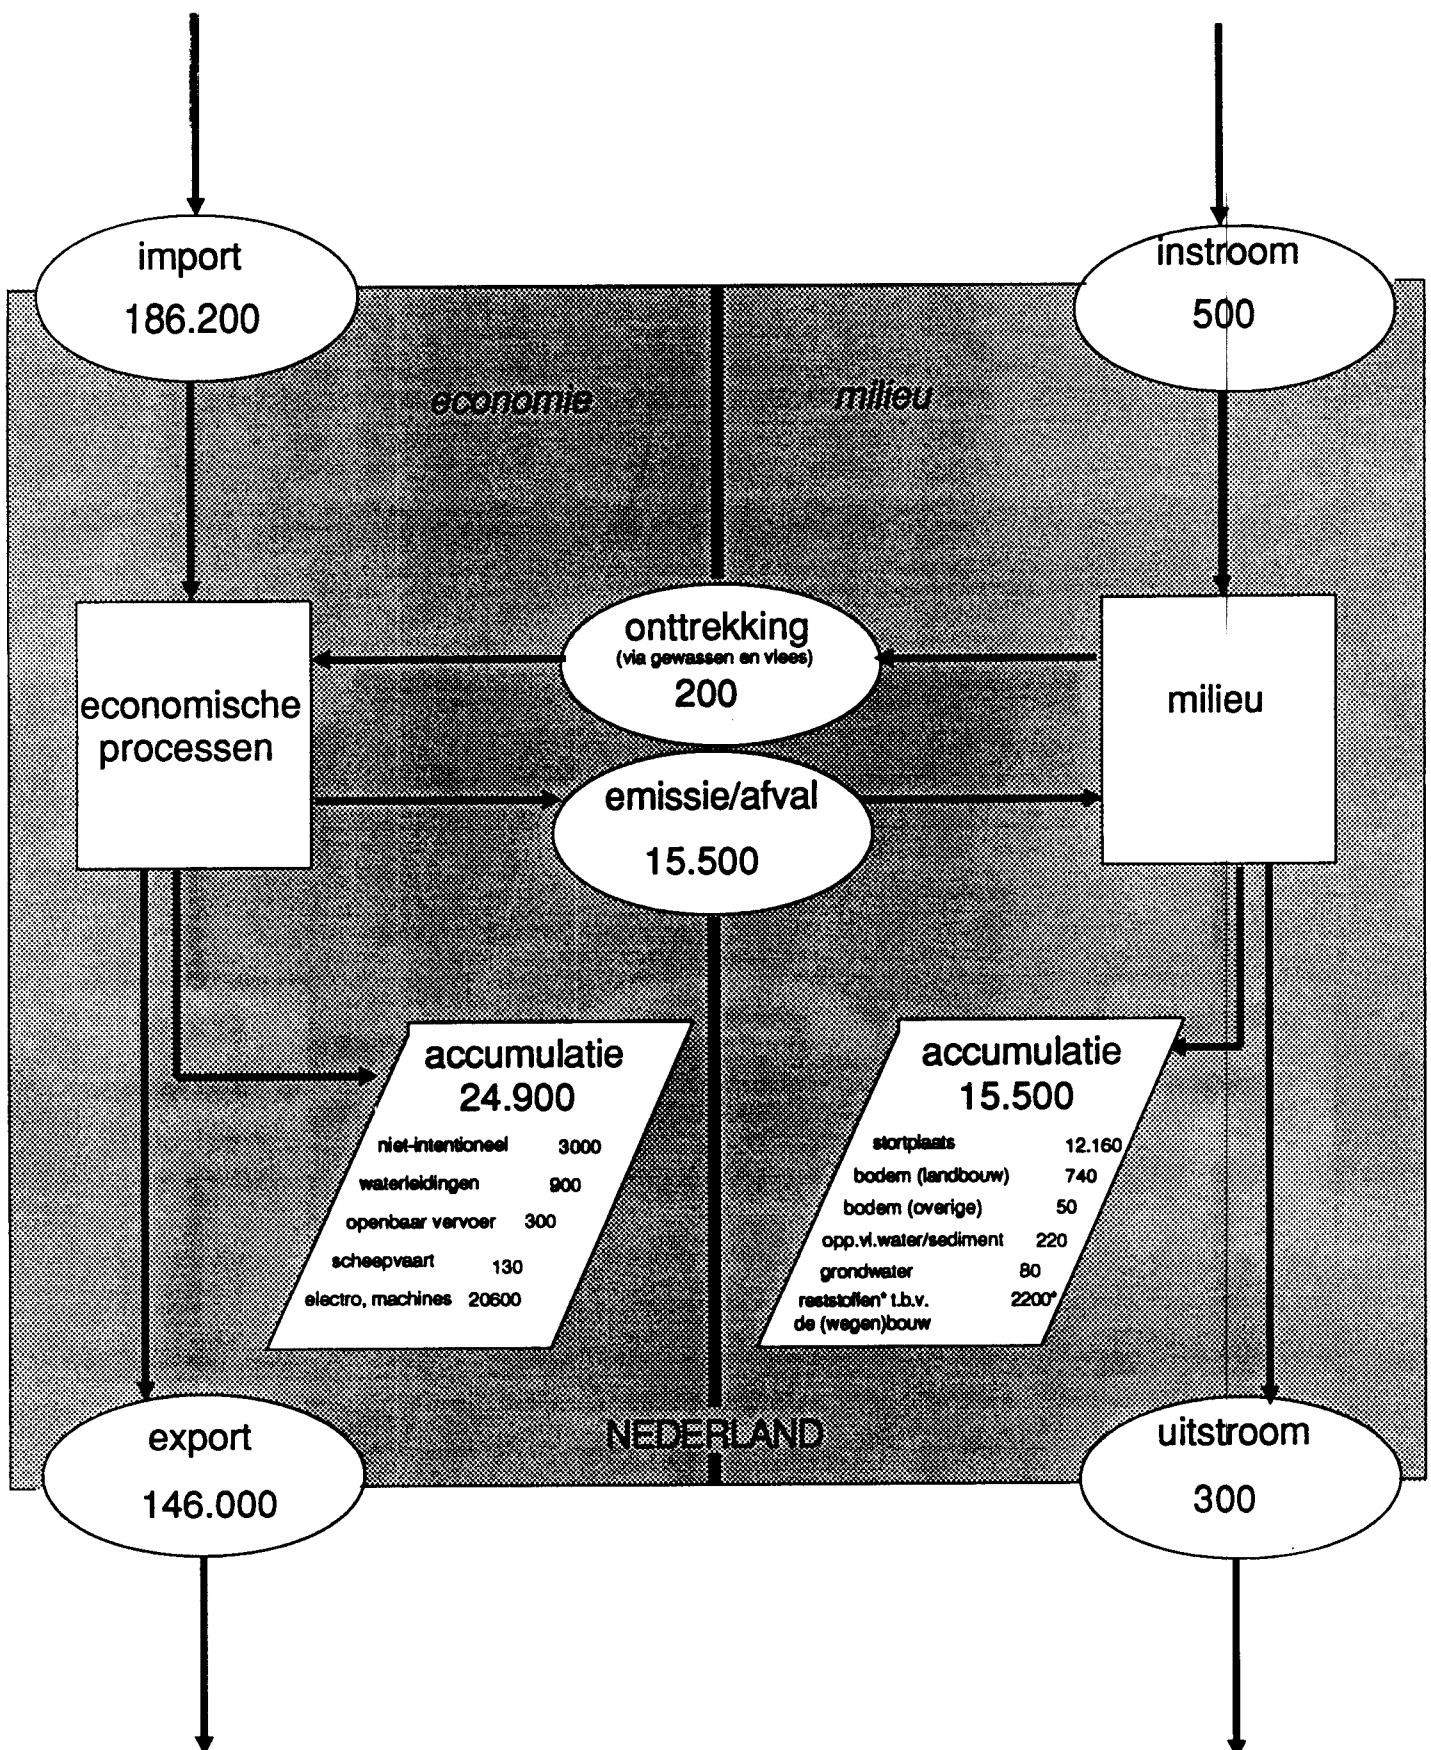 import
186.200
instroom
500
economie
milieu
onttrekking
(via gewassen en vlees)
200
economische
processen
milieu
emissie/afval
15.500
accumulatie
24.900
niet-intentioneel 3000
waterleidingen 900
openbaar vervoer 300
scheepvaart 130
electro, machines 20600
accumulatie
15.500
stortplaats 12.160
bodem (landbouw) 740
bodem (overige) 50
opp.vl.water/sediment 220
grondwater 80
reststoffen* t.b.v. 2200*
de (wegen)bouw
NEDERLAND
export
146.000
uitstroom
300